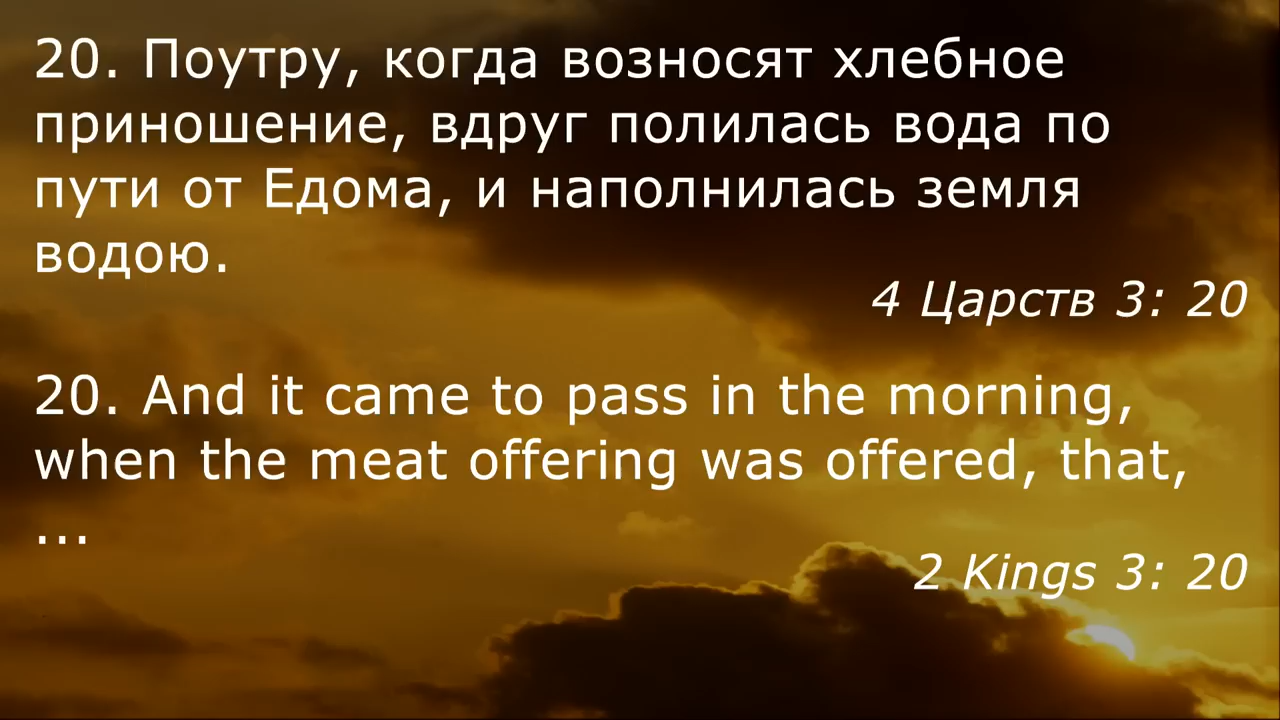 20. Поутру, когда возносят хлебное
приношение, вдруг полилась вода по
пути от Едома, и наполнилась земля
водою.
4 Царств 3: 20
20. And it came to pass in the morning,
when the meat offering was offered, that,
...
2 Kings 3: 20